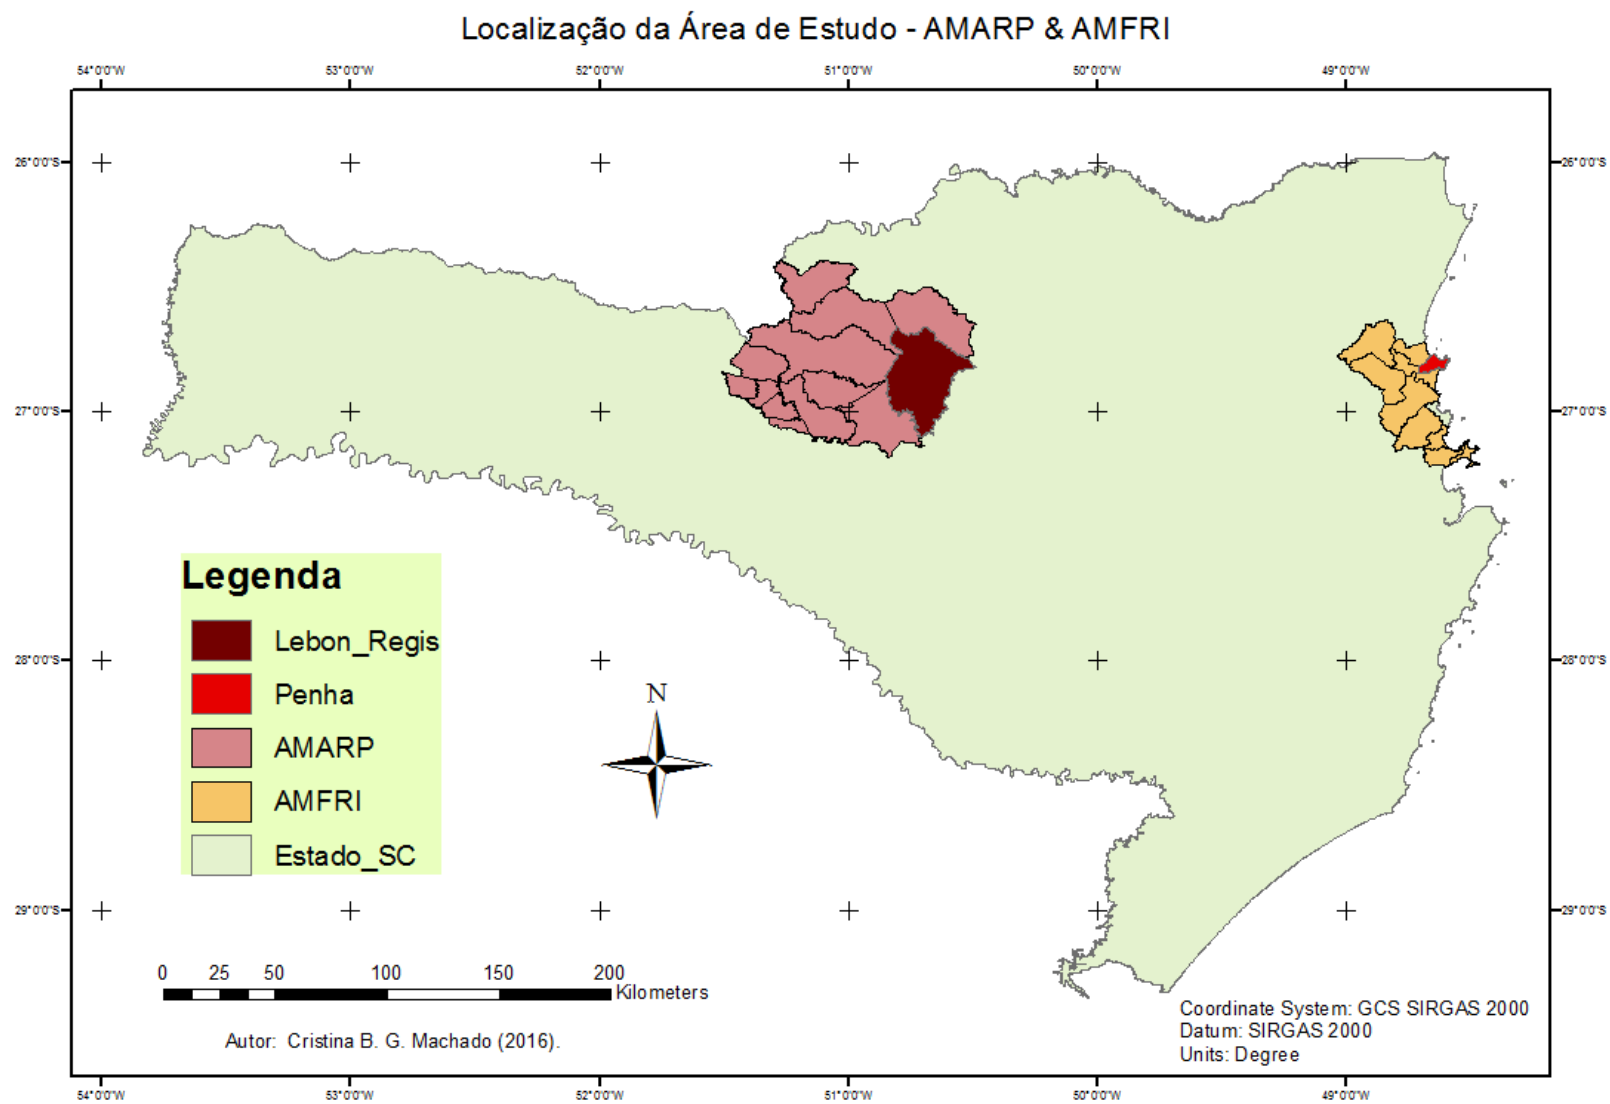 Localização da Área de Estudo - AMARP & AMFRI
54°0'0"W 53°0'0"W 52°0'0"W 51°0'0"W 50°0'0"W 49°0'0"W
26°0'0"S 26°0'0"S
27°0'0"S 27°0'0"S
Legenda
Lebon_Regis
28°0'0"S 28°0'0"S
Penha
N
AMARP
AMFRI
Estado_SC
29°0'0"S 29°0'0"S
0 25 50 100 150 200
Kilometers
Coordinate System: GCS SIRGAS 2000
Datum: SIRGAS 2000
Units: Degree
Autor: Cristina B. G. Machado (2016).
54°0'0"W 53°0'0"W 52°0'0"W 51°0'0"W 50°0'0"W 49°0'0"W